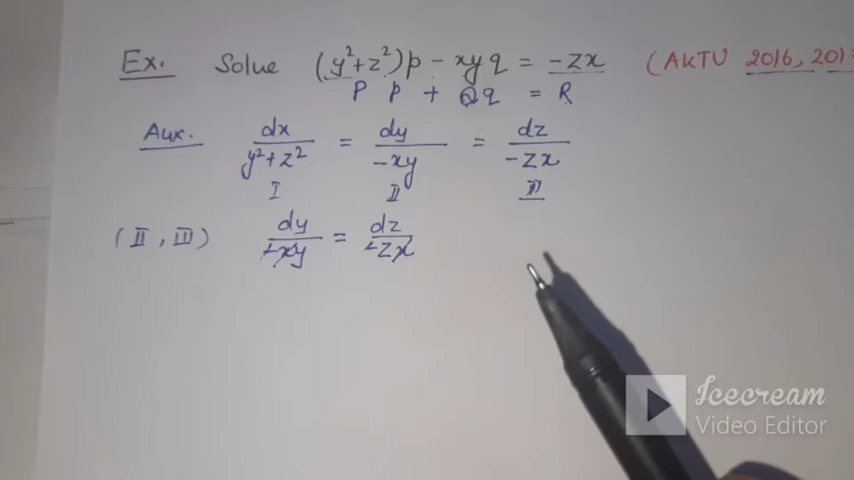 Ex. Solve (y²+z²)p - xyq = -zx (AKTU 2016, 201
P p + Qq = R
Aux. dx/(y²+z²) = dy/(-xy) = dz/(-zx)
I II III
(II, III) dy/(-xy) = dz/(-zx)
Icecream
Video Editor